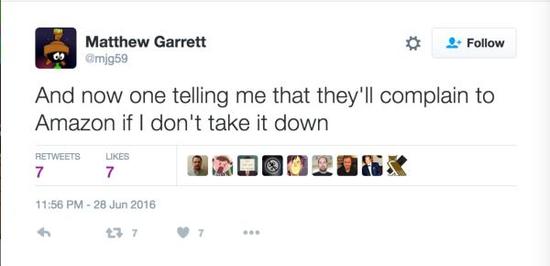 Matthew Garrett
@mjg59
Follow
And now one telling me that they'll complain to
Amazon if I don't take it down
RETWEETS LIKES
7 7
11:56 PM - 28 Jun 2016
7 7